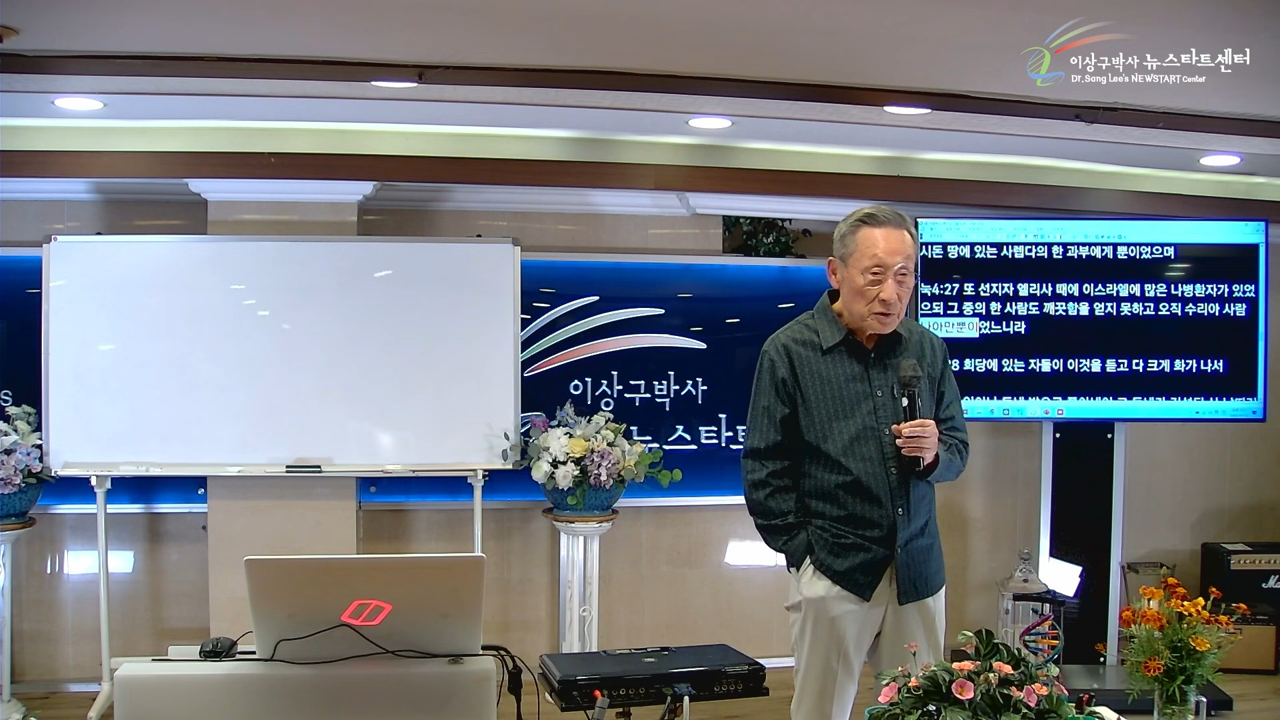 이상구박사 뉴스타트센터
Dr. Sang Lee's NEWSTART Center
시돈 땅에 있는 사렙다의 한 과부에게 뿐이었으며
눅4:27 또 선지자 엘리사 때에 이스라엘에 많은 나병환자가 있었
으되 그 중의 한 사람도 깨끗함을 얻지 못하고 오직 수리아 사람
나아만뿐이었느니라
28 회당에 있는 자들이 이것을 듣고 다 크게 화가 나서
이상구박사
뉴스타트